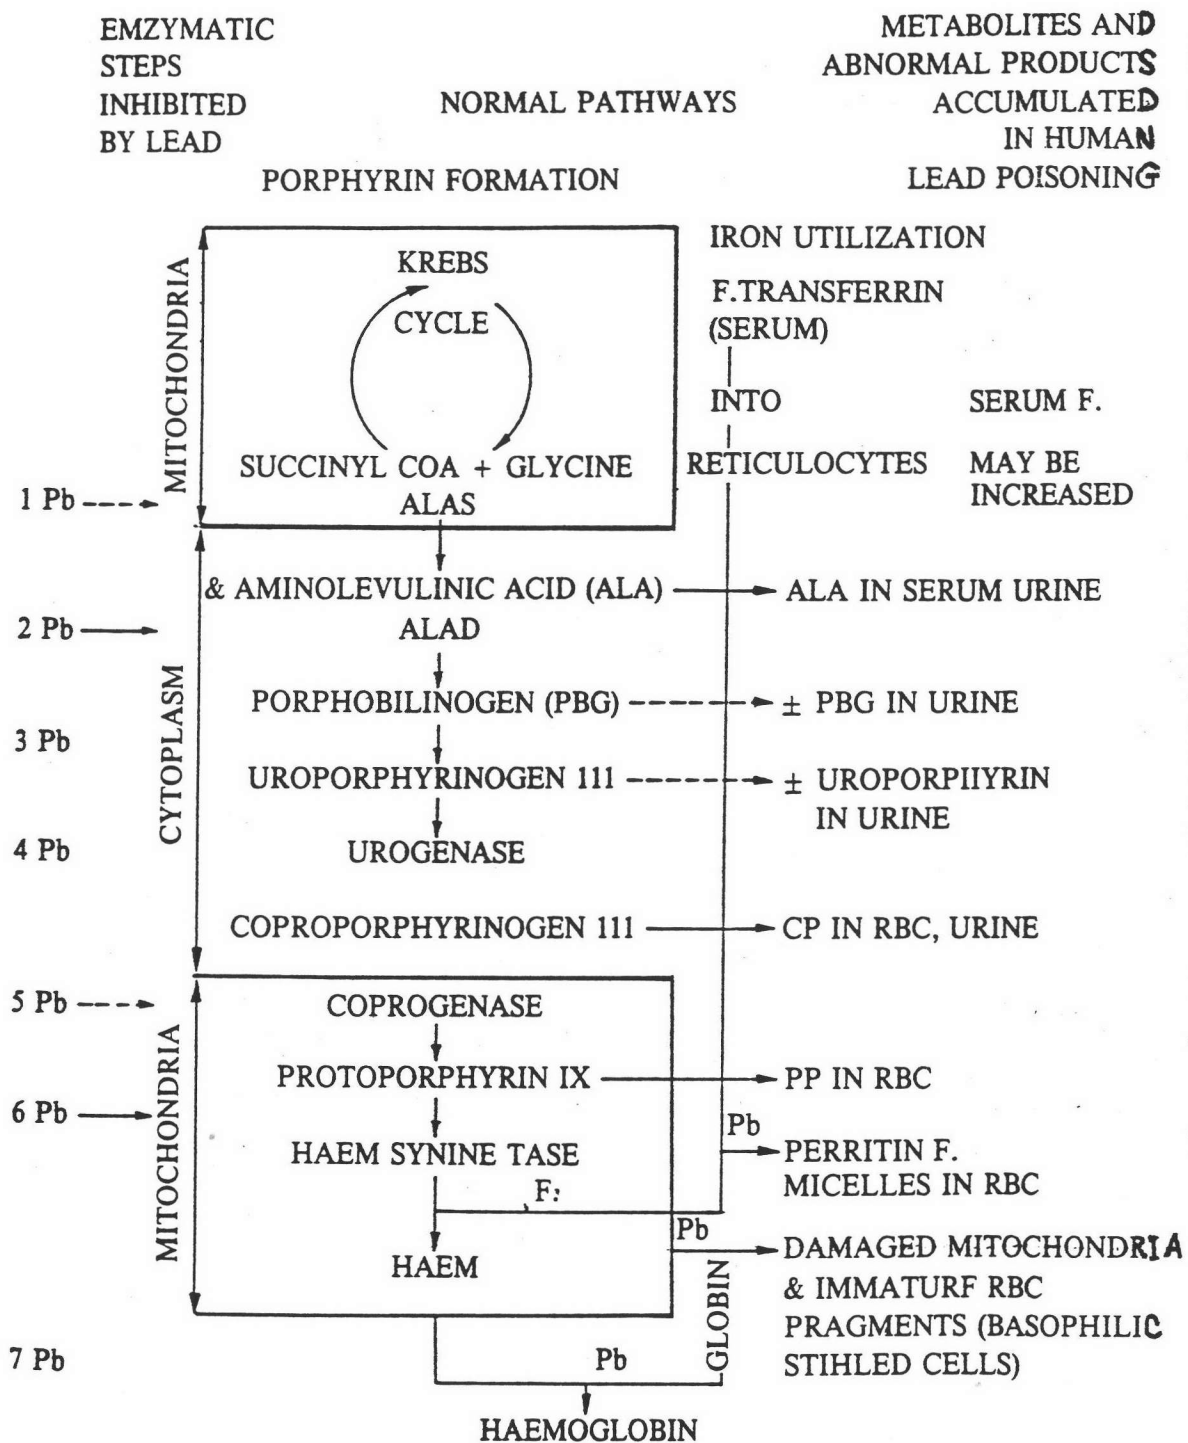 EMZYMATIC
STEPS
INHIBITED
BY LEAD
NORMAL PATHWAYS
METABOLITES AND
ABNORMAL PRODUCTS
ACCUMULATED
IN HUMAN
LEAD POISONING
PORPHYRIN FORMATION
IRON UTILIZATION
MITOCHONDRIA
KREBS
CYCLE
F.TRANSFERRIN
(SERUM)
INTO
RETICULOCYTES
SERUM F.
MAY BE
INCREASED
SUCCINYL COA + GLYCINE
1 Pb
ALAS
& AMINOLEVULINIC ACID (ALA)
ALA IN SERUM URINE
2 Pb
ALAD
CYTOPLASM
PORPHOBILINOGEN (PBG)
± PBG IN URINE
3 Pb
UROPORPHYRINOGEN 111
± UROPORPIIYRIN
IN URINE
4 Pb
UROGENASE
COPROPORPHYRINOGEN 111
CP IN RBC, URINE
5 Pb
COPROGENASE
MITOCHONDRIA
PROTOPORPHYRIN IX
PP IN RBC
6 Pb
HAEM SYNINE TASE
Pb
PERRITIN F.
MICELLES IN RBC
F:
Pb
HAEM
DAMAGED MITOCHONDRIA
& IMMATURF RBC
PRAGMENTS (BASOPHILIC
STIHLED CELLS)
GLOBIN
7 Pb
Pb
HAEMOGLOBIN